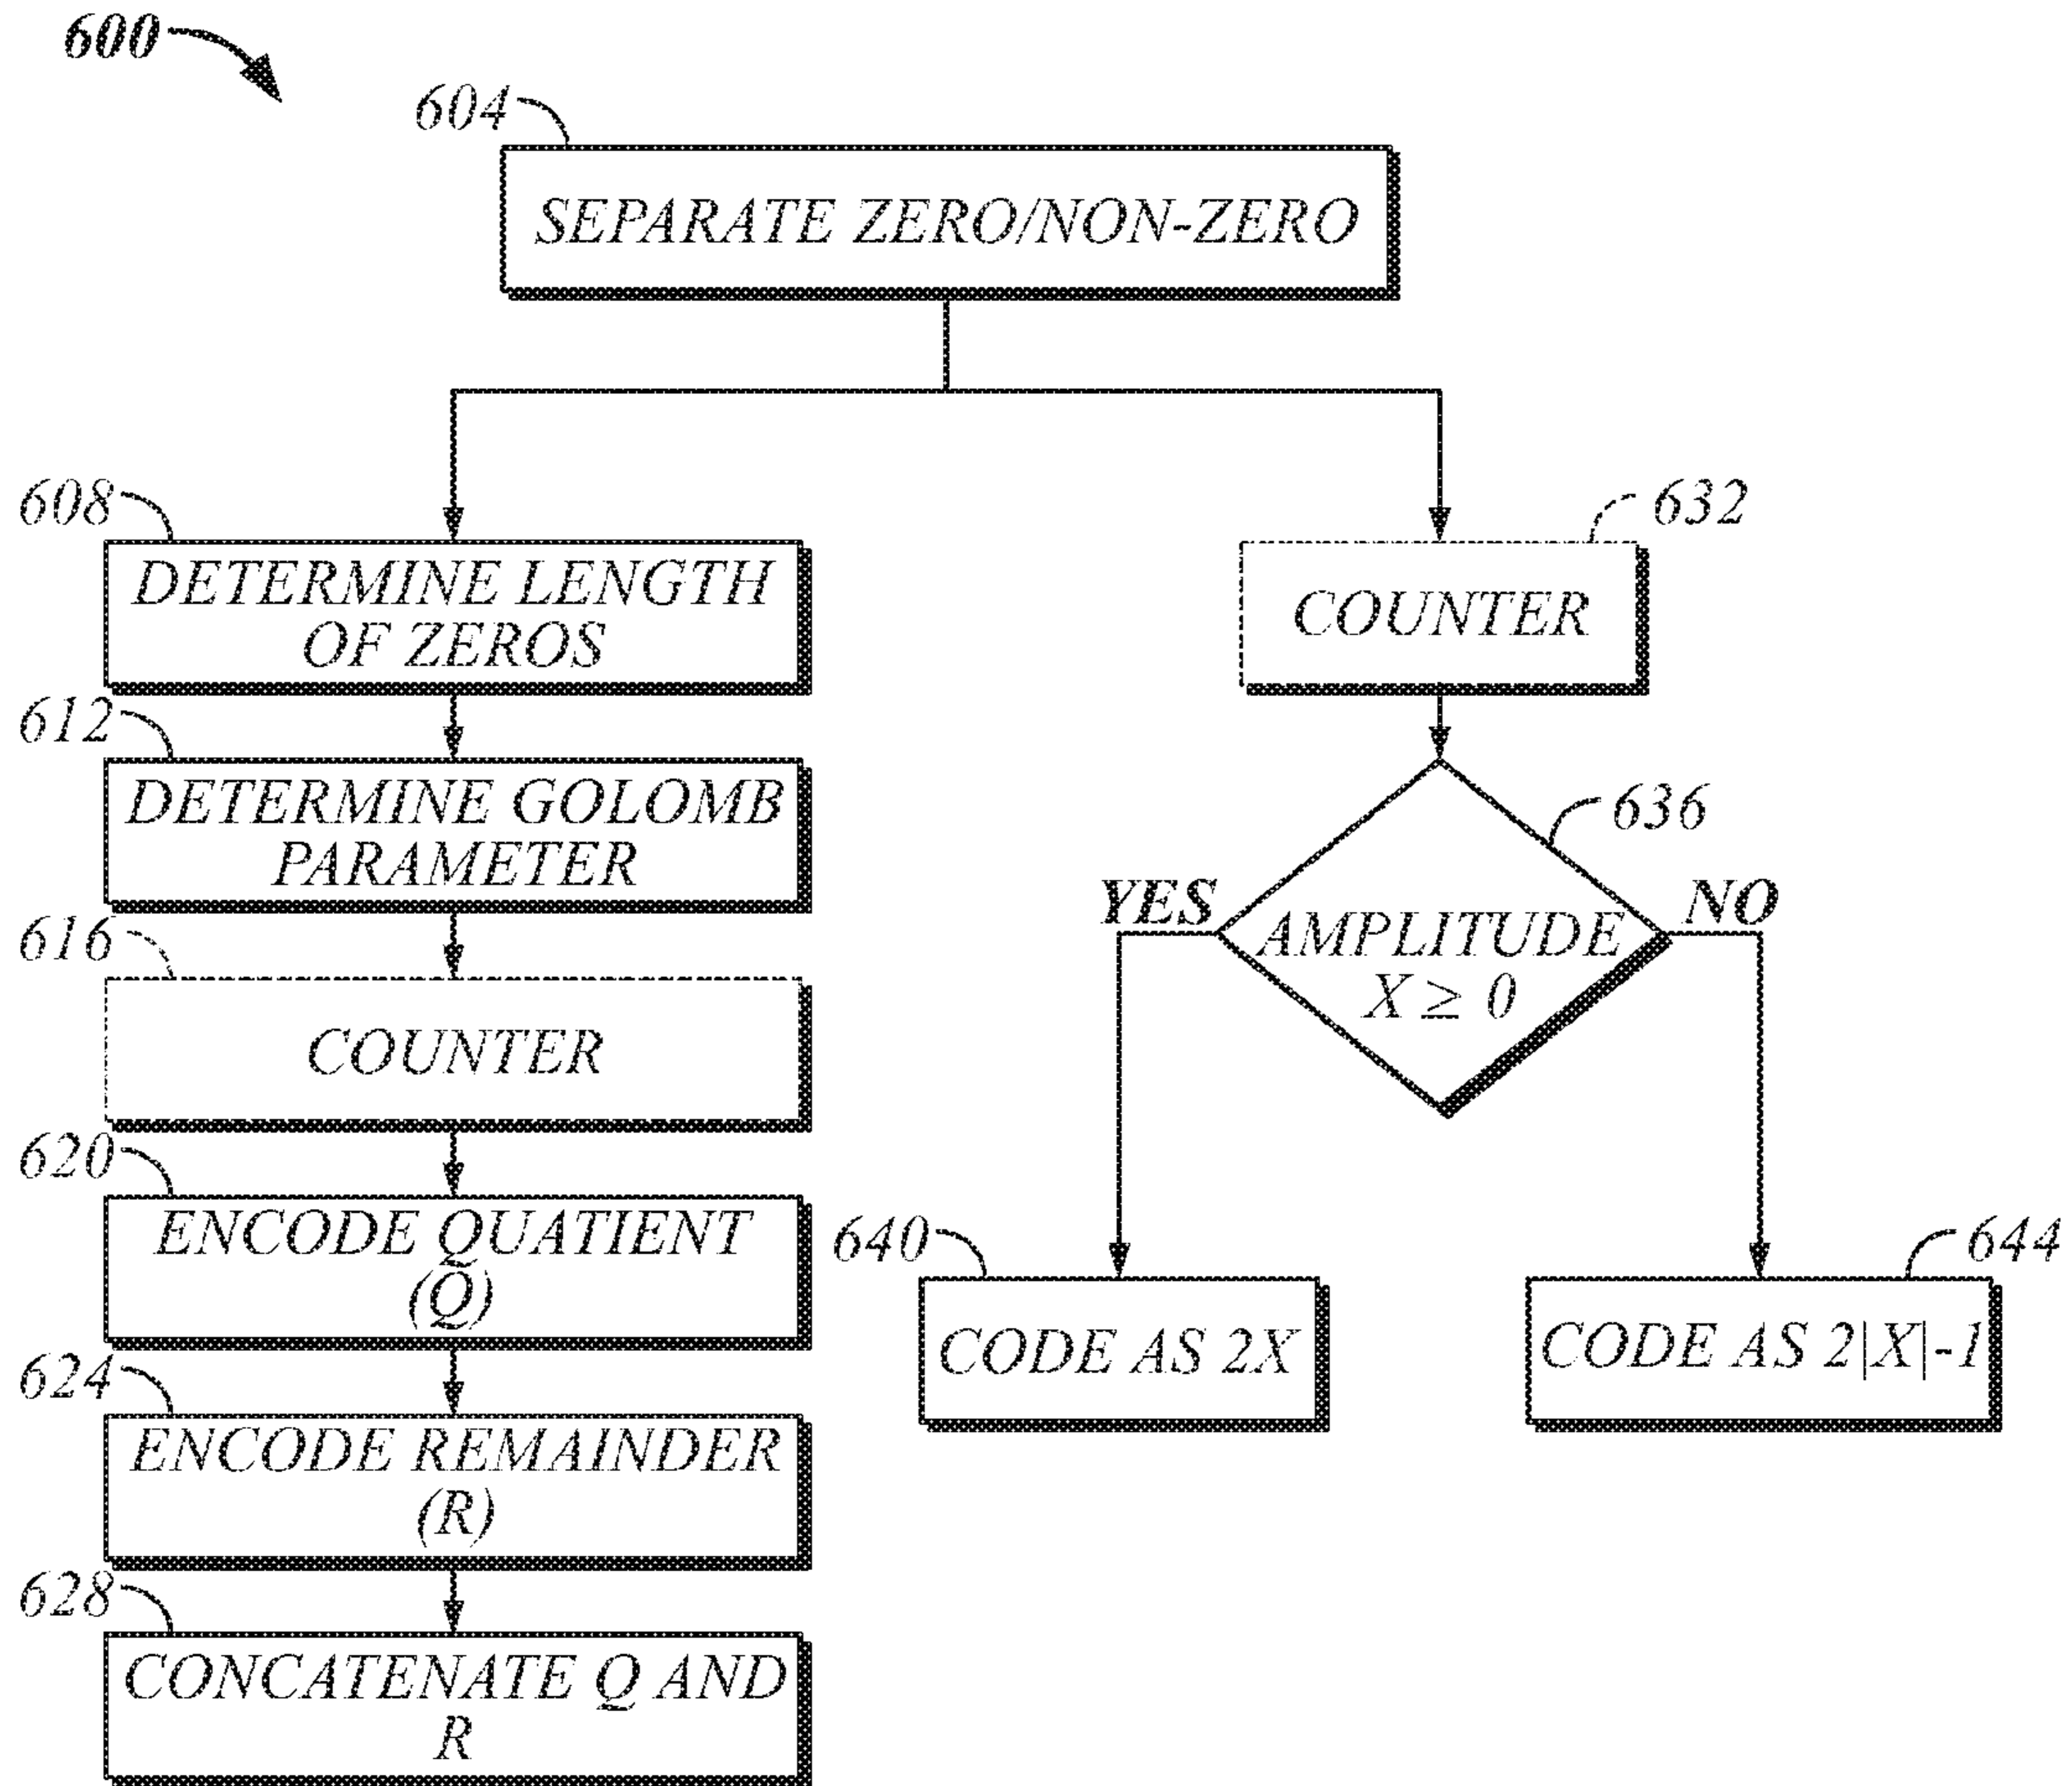 600
604
SEPARATE ZERO/NON-ZERO
608
DETERMINE LENGTH
OF ZEROS
612
DETERMINE GOLOMB
PARAMETER
616
COUNTER
620
ENCODE QUATIENT
(Q)
624
ENCODE REMAINDER
(R)
628
CONCATENATE Q AND
R
632
COUNTER
636
AMPLITUDE
X ≥ 0
YES
NO
640
CODE AS 2X
644
CODE AS 2|X|-1